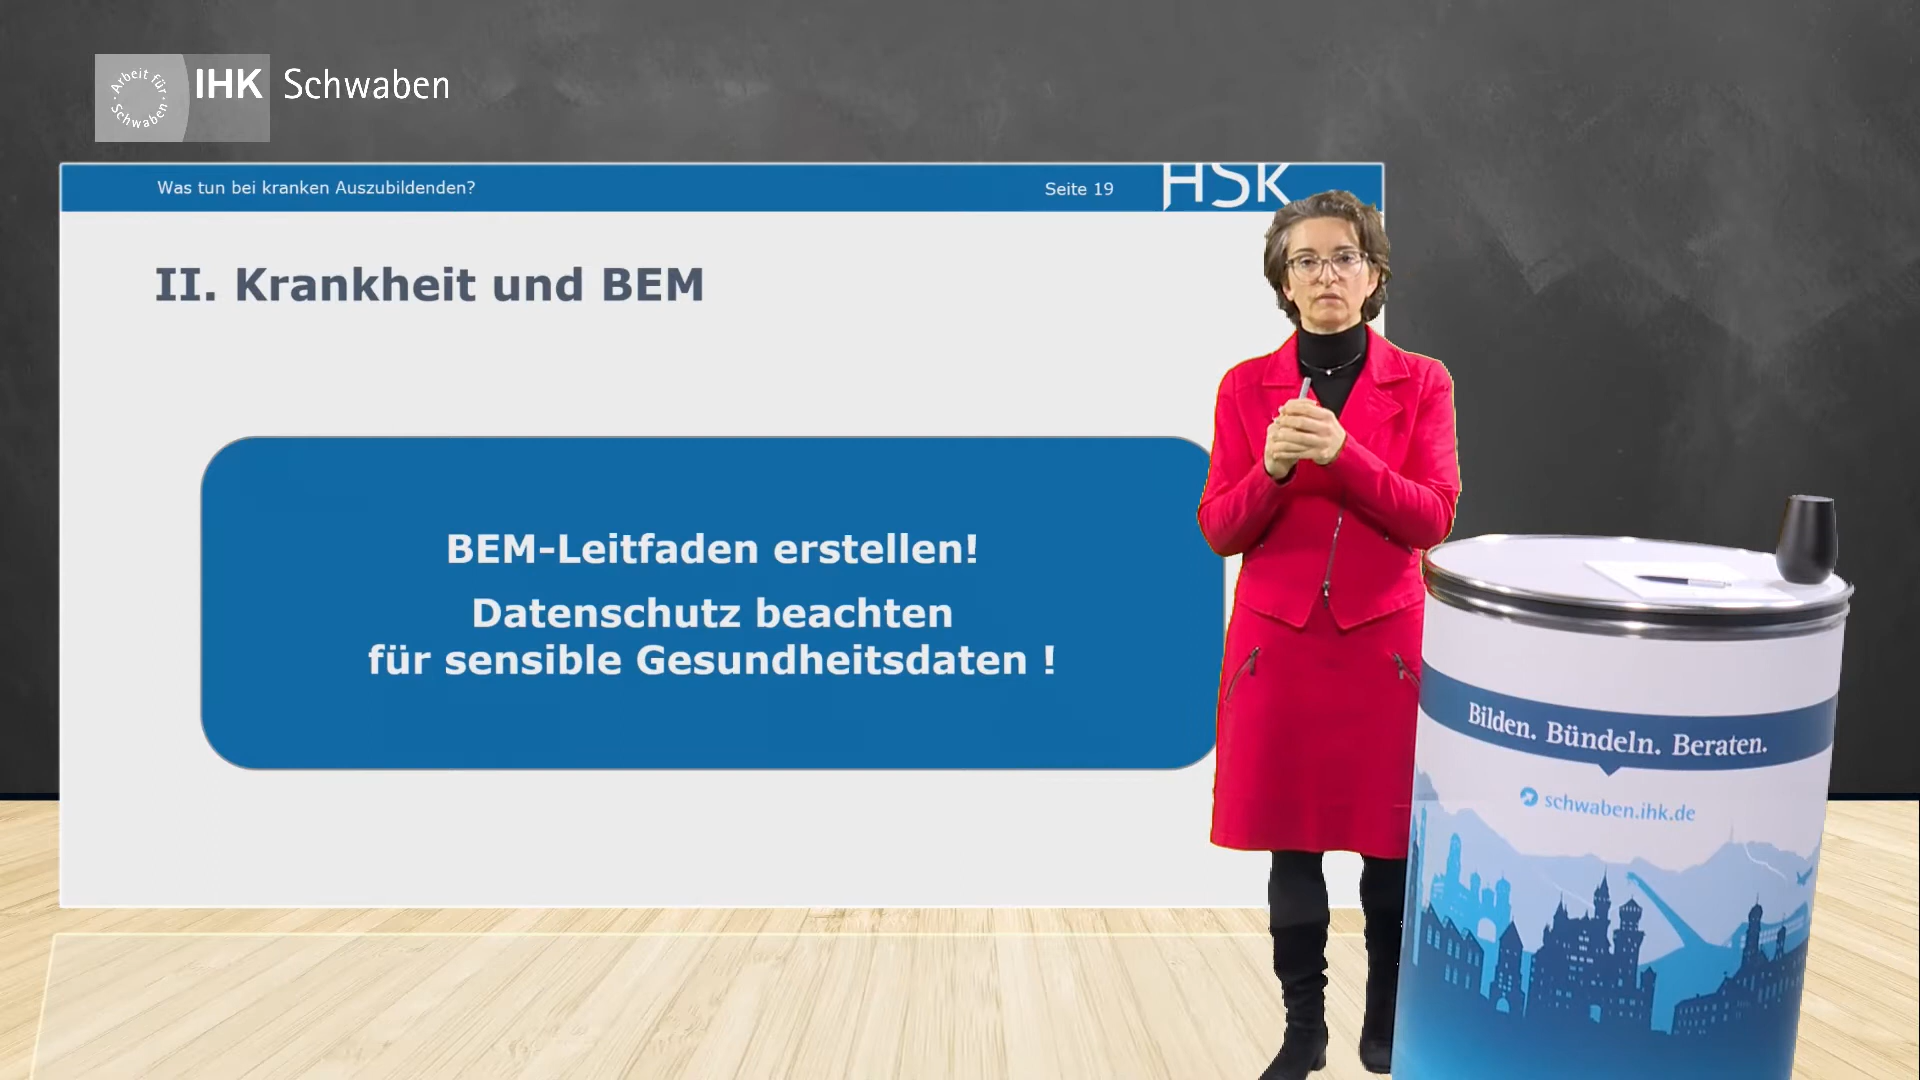 Arbeit für
Schwaben
IHK Schwaben
Was tun bei kranken Auszubildenden?
Seite 19
HSK
II. Krankheit und BEM
BEM-Leitfaden erstellen!
Datenschutz beachten
für sensible Gesundheitsdaten !
Bilden. Bündeln. Beraten.
schwaben.ihk.de